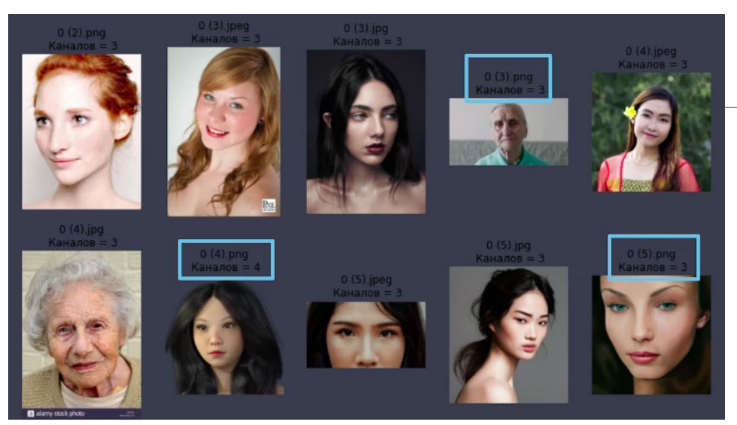 0 (2).png
Каналов = 3
0 (3).jpeg
Каналов = 3
0 (3).jpg
Каналов = 3
0 (3).png
Каналов = 3
0 (4).jpeg
Каналов = 3
0 (4).jpg
Каналов = 3
0 (4).png
Каналов = 4
0 (5).jpeg
Каналов = 3
0 (5).jpg
Каналов = 3
0 (5).png
Каналов = 3
alamy stock photo